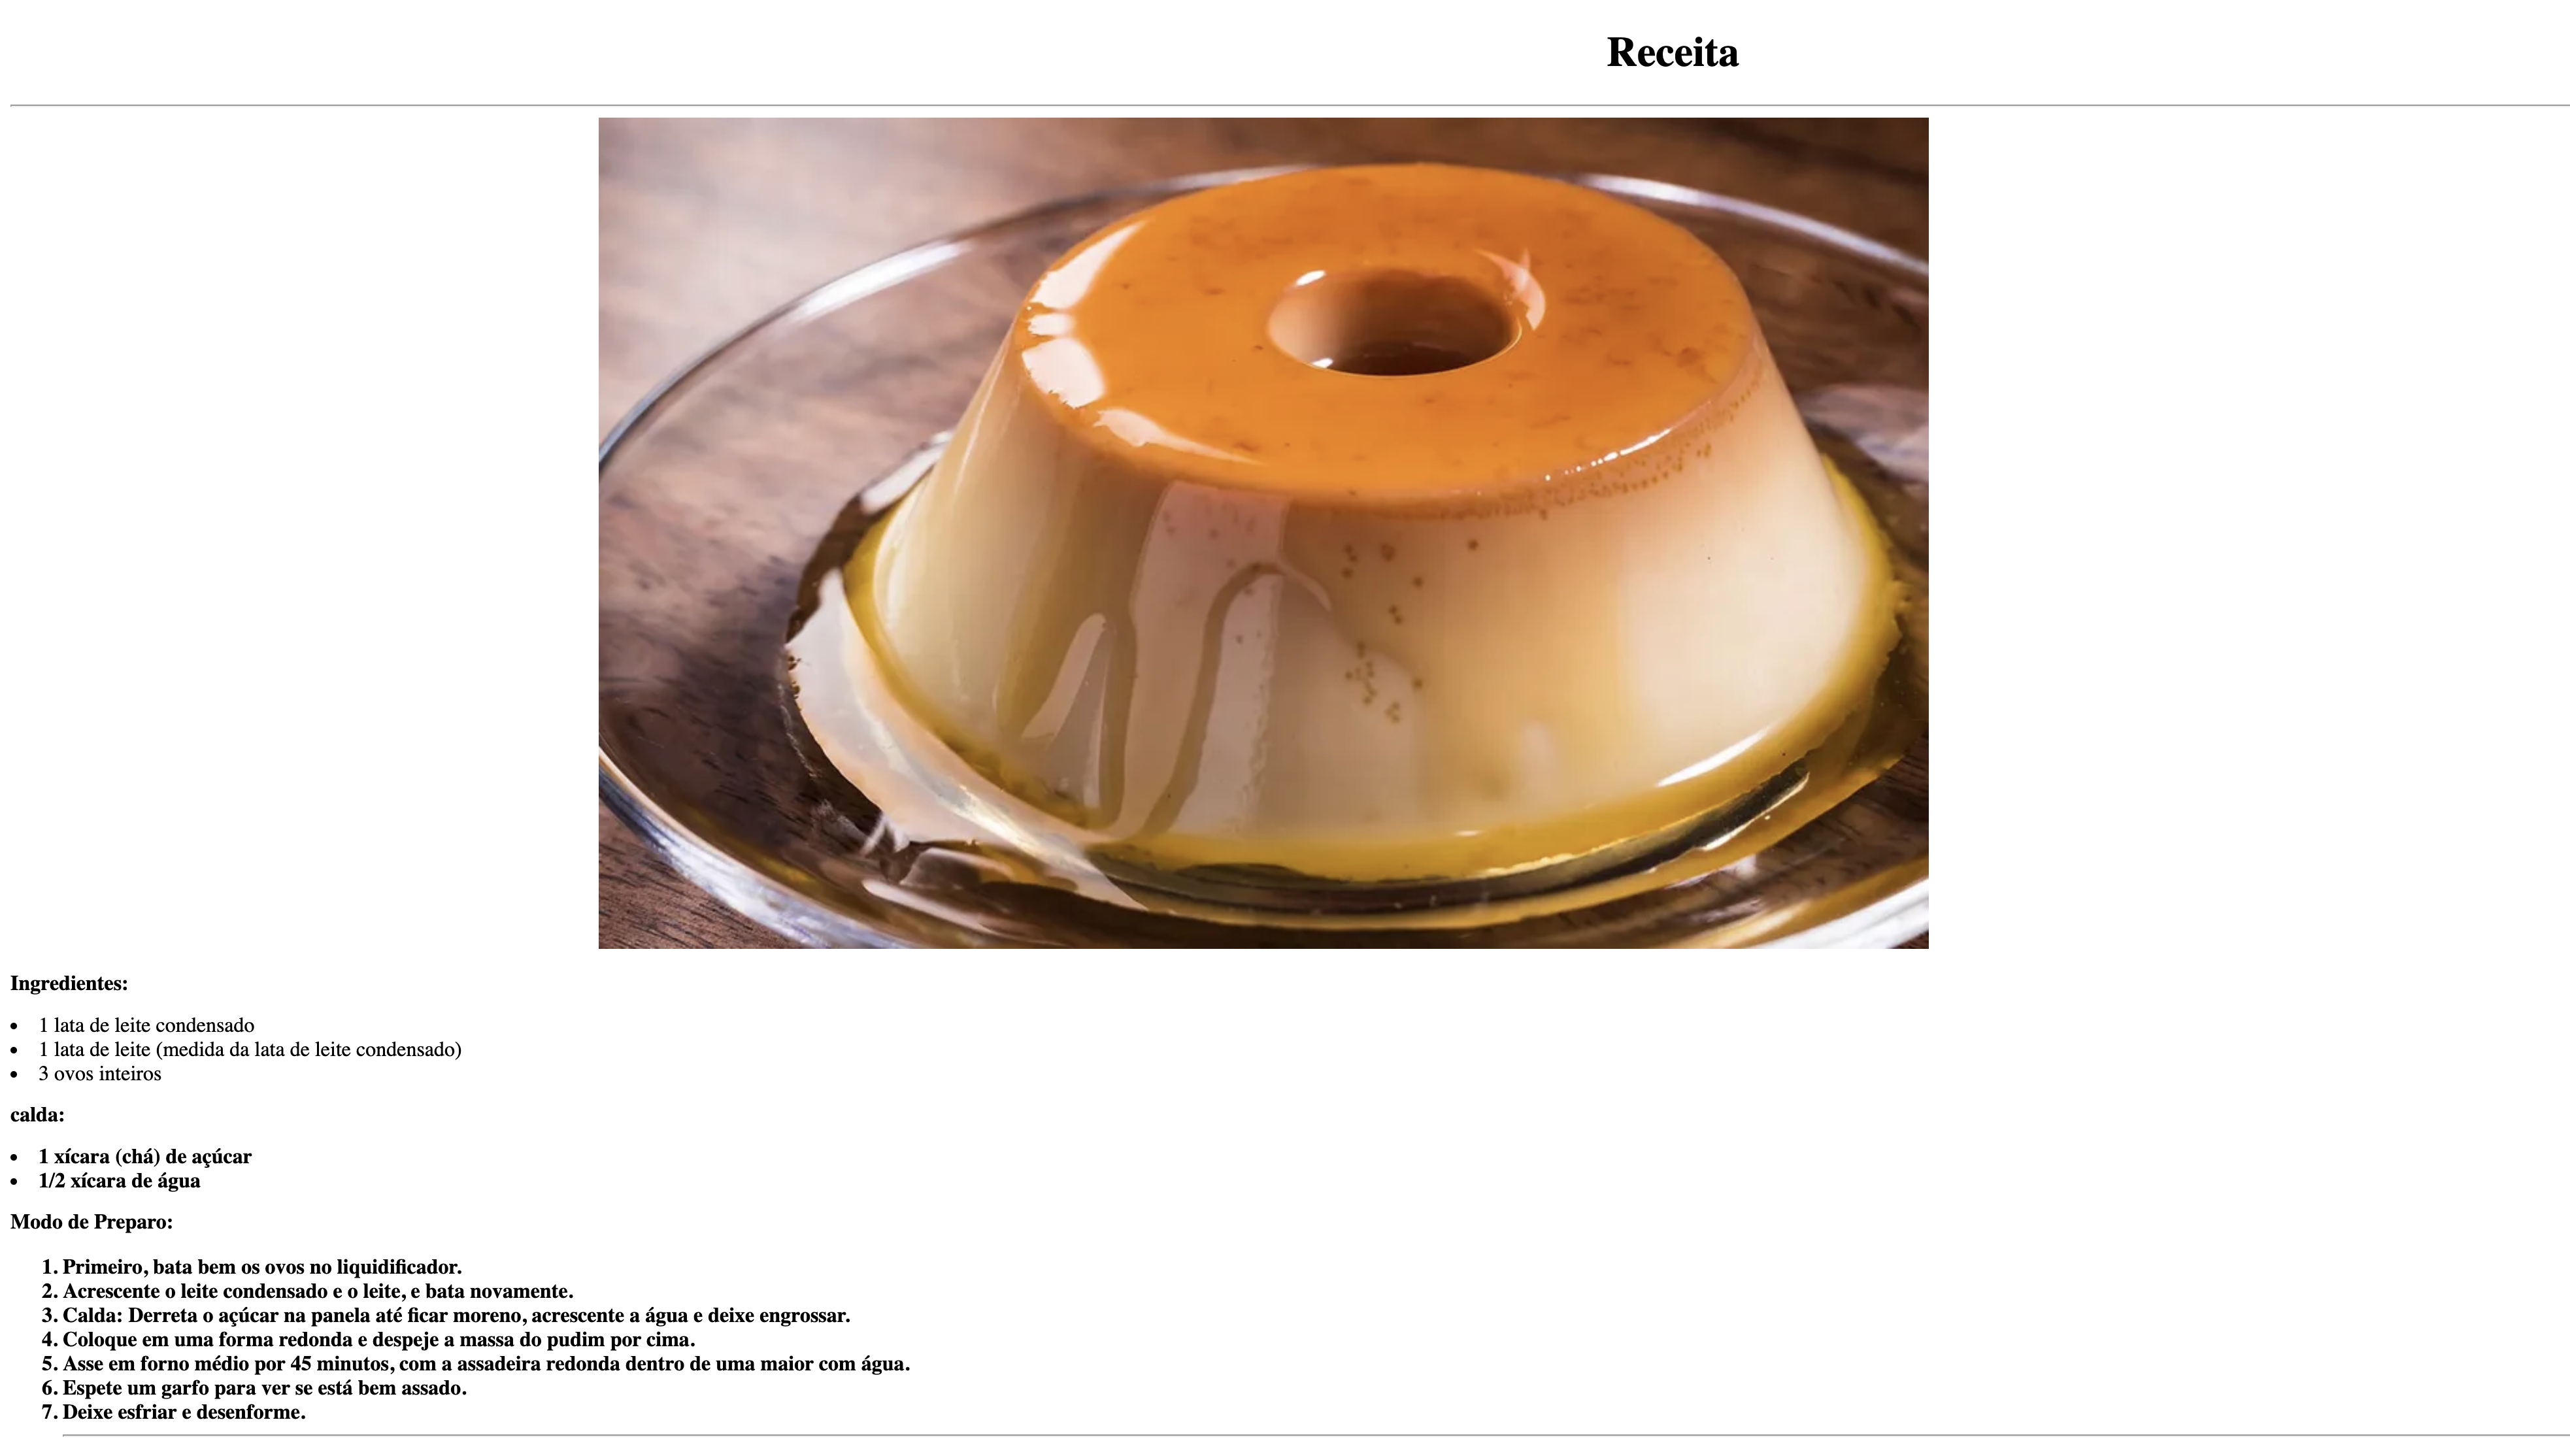 Receita
Ingredientes:
• 1 lata de leite condensado
• 1 lata de leite (medida da lata de leite condensado)
• 3 ovos inteiros
calda:
• 1 xícara (chá) de açúcar
• 1/2 xícara de água
Modo de Preparo:
1. Primeiro, bata bem os ovos no liquidificador.
2. Acrescente o leite condensado e o leite, e bata novamente.
3. Calda: Derreta o açúcar na panela até ficar moreno, acrescente a água e deixe engrossar.
4. Coloque em uma forma redonda e despeje a massa do pudim por cima.
5. Asse em forno médio por 45 minutos, com a assadeira redonda dentro de uma maior com água.
6. Espete um garfo para ver se está bem assado.
7. Deixe esfriar e desenforme.